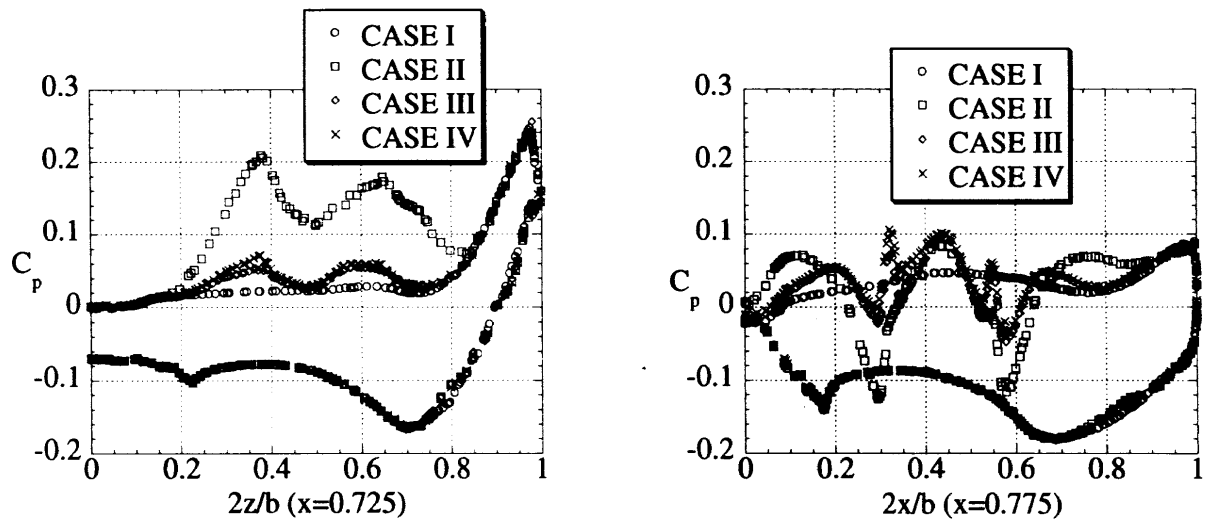 CASE I
CASE II
CASE III
CASE IV
0.3
0.2
0.1
0
-0.1
-0.2
Cp
0 0.2 0.4 0.6 0.8 1
2z/b (x=0.725)
CASE I
CASE II
CASE III
CASE IV
0.3
0.2
0.1
0
-0.1
-0.2
Cp
0 0.2 0.4 0.6 0.8 1
2x/b (x=0.775)